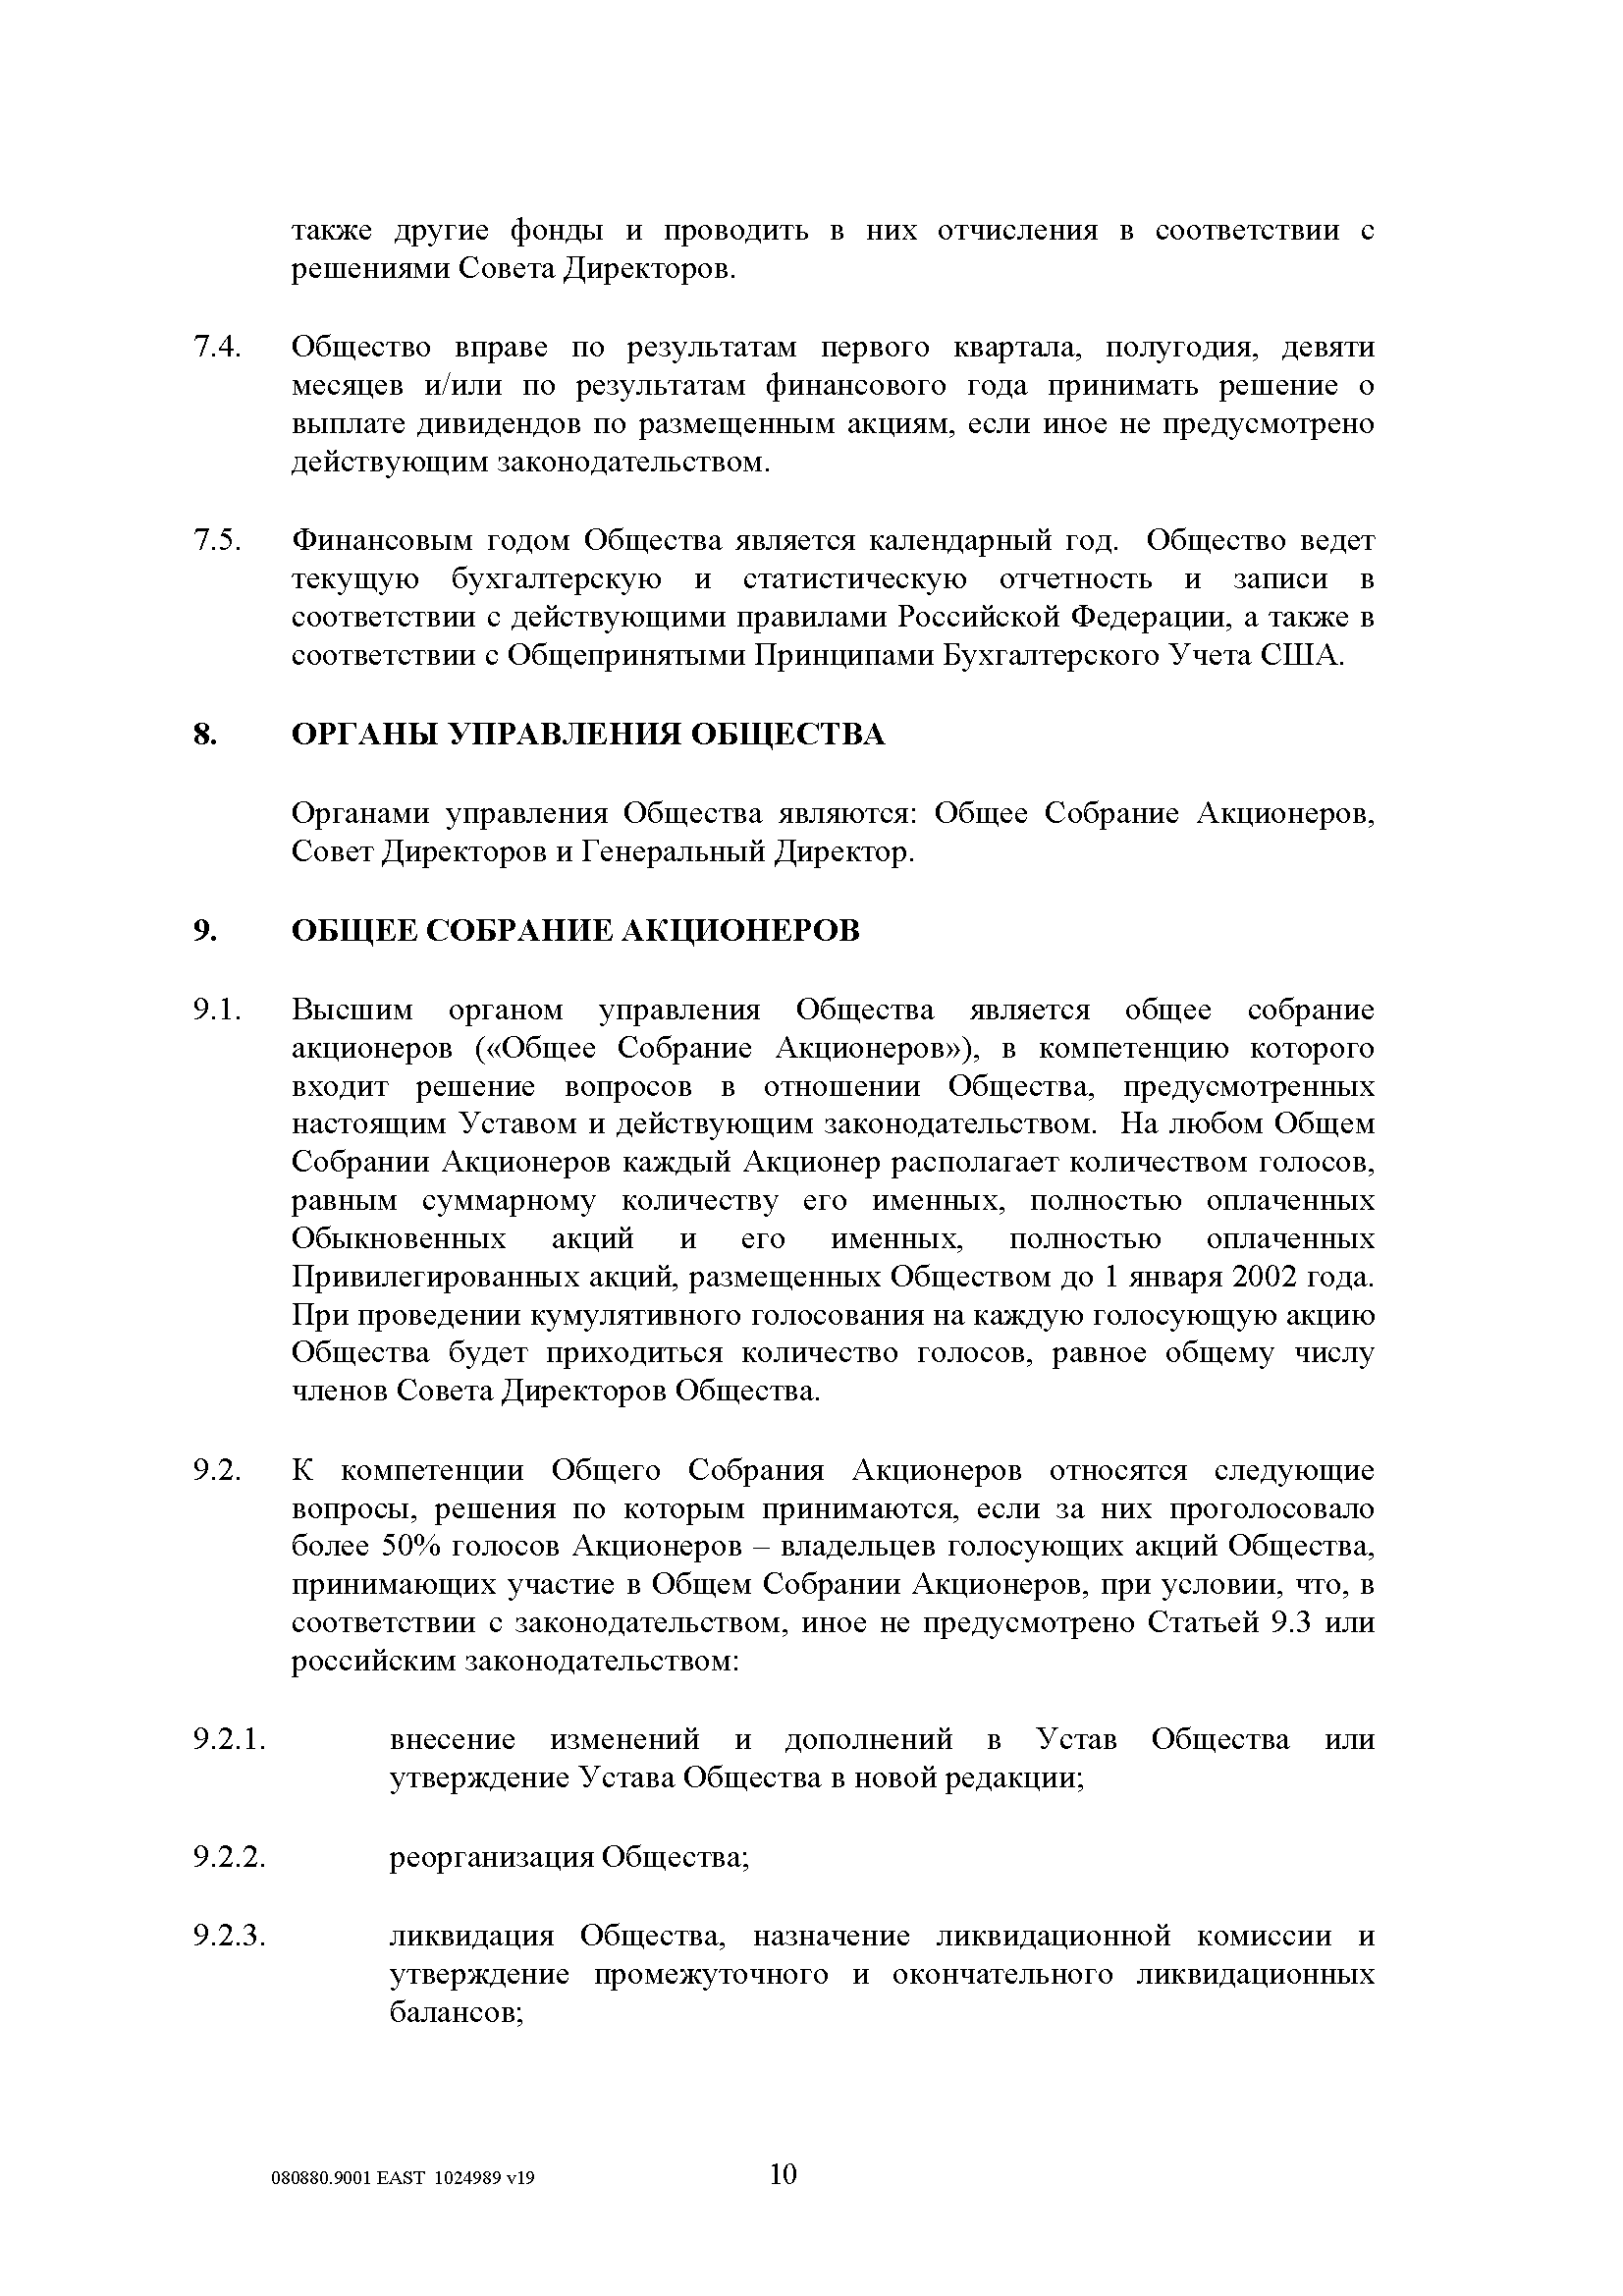 также другие фонды и проводить в них отчисления в соответствии с
решениями Совета Директоров.
7.4. Общество вправе по результатам первого квартала, полугодия, девяти
месяцев и/или по результатам финансового года принимать решение о
выплате дивидендов по размещенным акциям, если иное не предусмотрено
действующим законодательством.
7.5. Финансовым годом Общества является календарный год. Общество ведет
текущую бухгалтерскую и статистическую отчетность и записи в
соответствии с действующими правилами Российской Федерации, а также в
соответствии с Общепринятыми Принципами Бухгалтерского Учета США.
8. ОРГАНЫ УПРАВЛЕНИЯ ОБЩЕСТВА
Органами управления Общества являются: Общее Собрание Акционеров,
Совет Директоров и Генеральный Директор.
9. ОБЩЕЕ СОБРАНИЕ АКЦИОНЕРОВ
9.1. Высшим органом управления Общества является общее собрание
акционеров («Общее Собрание Акционеров»), в компетенцию которого
входит решение вопросов в отношении Общества, предусмотренных
настоящим Уставом и действующим законодательством. На любом Общем
Собрании Акционеров каждый Акционер располагает количеством голосов,
равным суммарному количеству его именных, полностью оплаченных
Обыкновенных акций и его именных, полностью оплаченных
Привилегированных акций, размещенных Обществом до 1 января 2002 года.
При проведении кумулятивного голосования на каждую голосующую акцию
Общества будет приходиться количество голосов, равное общему числу
членов Совета Директоров Общества.
9.2. К компетенции Общего Собрания Акционеров относятся следующие
вопросы, решения по которым принимаются, если за них проголосовало
более 50% голосов Акционеров – владельцев голосующих акций Общества,
принимающих участие в Общем Собрании Акционеров, при условии, что, в
соответствии с законодательством, иное не предусмотрено Статьей 9.3 или
российским законодательством:
9.2.1. внесение изменений и дополнений в Устав Общества или
утверждение Устава Общества в новой редакции;
9.2.2. реорганизация Общества;
9.2.3. ликвидация Общества, назначение ликвидационной комиссии и
утверждение промежуточного и окончательного ликвидационных
балансов;
080880.9001 EAST 1024989 v19 10